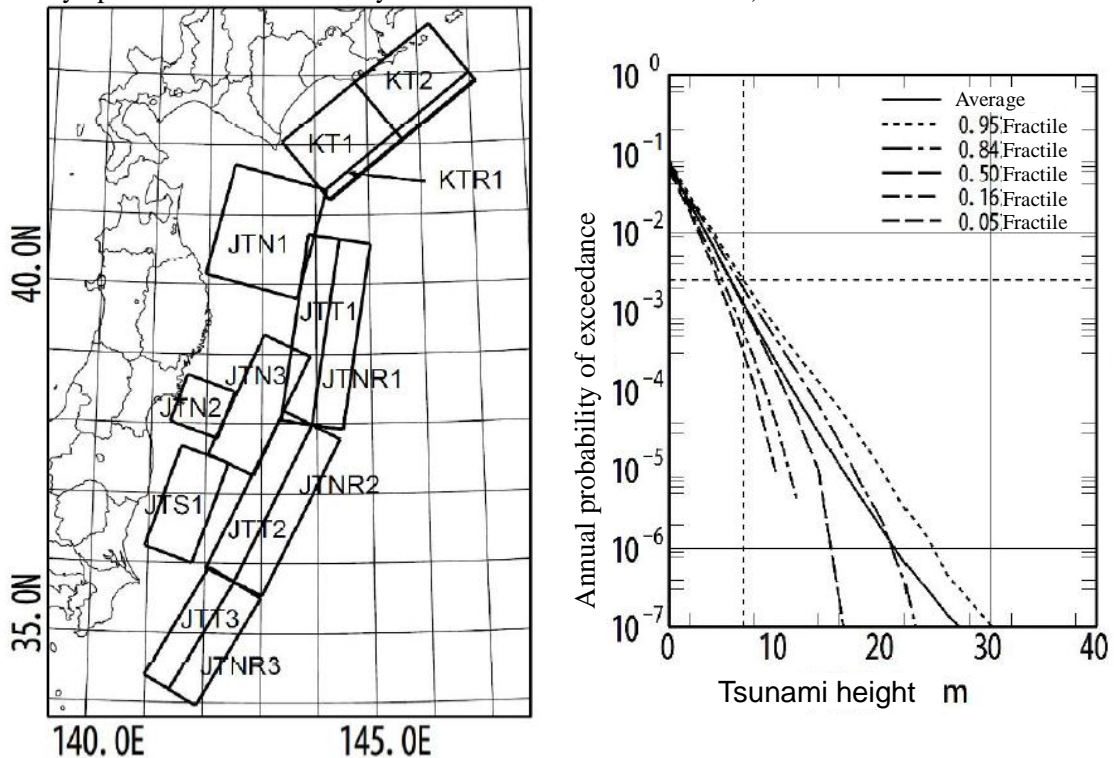 KT2
KT1
KTR1
JTN1
JTT1
JTN3
JTNR1
JTN2
JTNR2
JTS1
JTT2
JTT3
JTNR3
40. 0N
35. 0N
140. 0E
145. 0E
Annual probability of exceedance
10 0
10 -1
10 -2
10 -3
10 -4
10 -5
10 -6
10 -7
Average
0. 95 Fractile
0. 84 Fractile
0. 50 Fractile
0. 16 Fractile
0. 05 Fractile
0
10
20
30
40
Tsunami height m